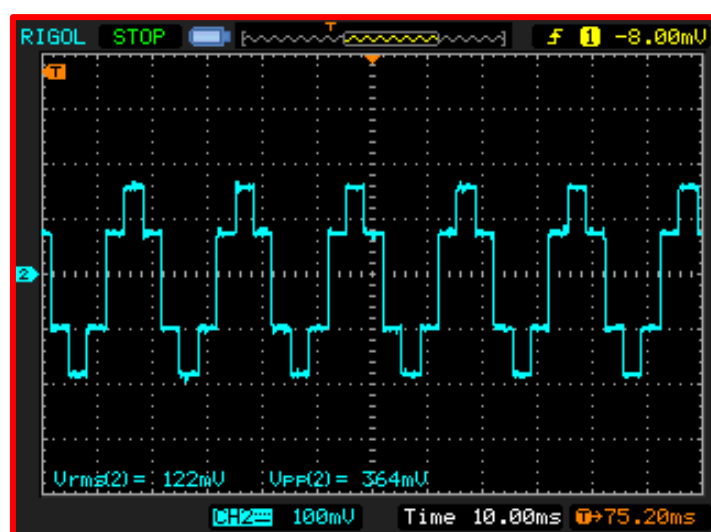 RIGOL STOP T f 1 -8.00mV
T
2
Vrms(2)= 122mV VPP(2)= 364mV
CH2 100mV Time 10.00ms T→75.20ms